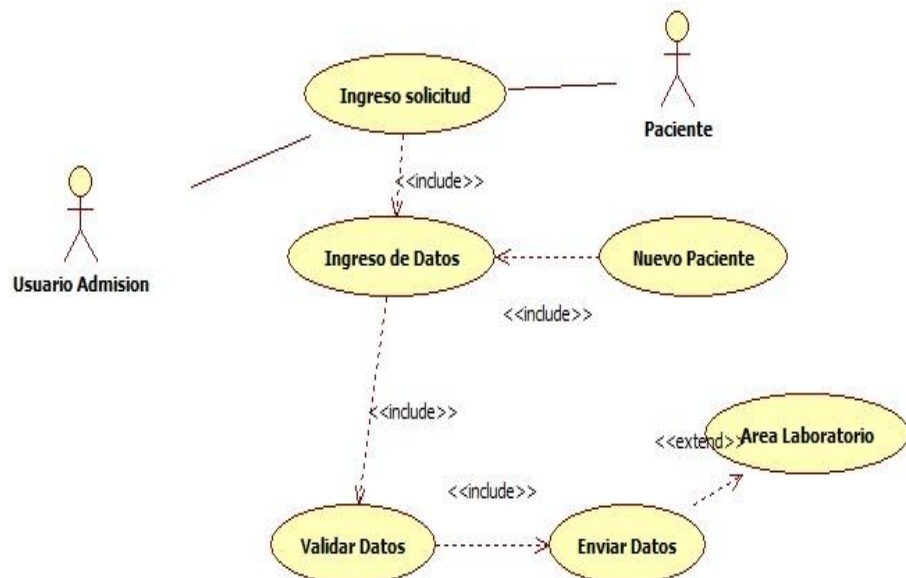 Ingreso solicitud
Paciente
<<include>>
Usuario Admision
Ingreso de Datos
Nuevo Paciente
<<include>>
<<include>>
Area Laboratorio
<<extend>>
<<include>>
Validar Datos
Enviar Datos